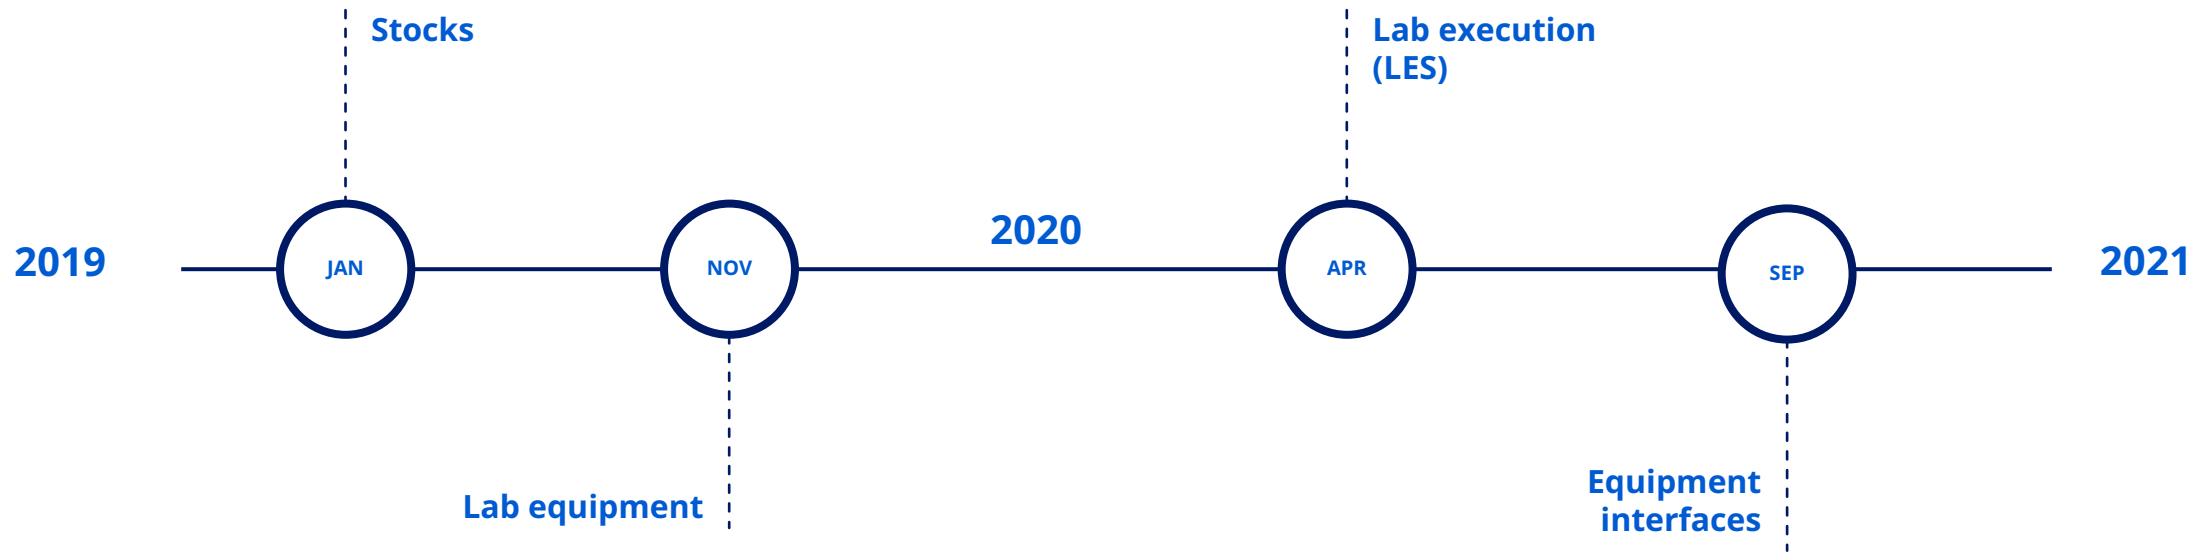 Stocks
Lab execution
(LES)
2019
JAN
NOV
2020
APR
SEP
2021
Lab equipment
Equipment
interfaces